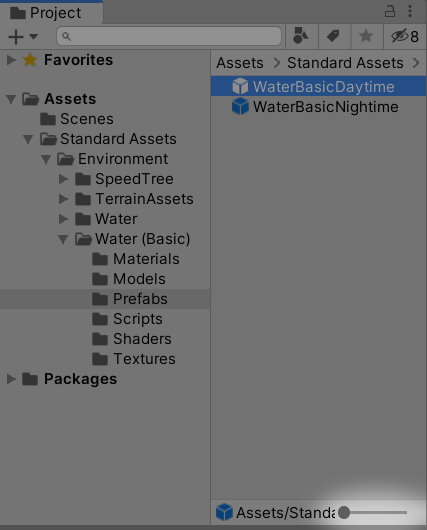 Project
8
Favorites
Assets > Standard Assets >
WaterBasicDaytime
WaterBasicNightime
Assets
Scenes
Standard Assets
Environment
SpeedTree
TerrainAssets
Water
Water (Basic)
Materials
Models
Prefabs
Scripts
Shaders
Textures
Packages
Assets/Standa